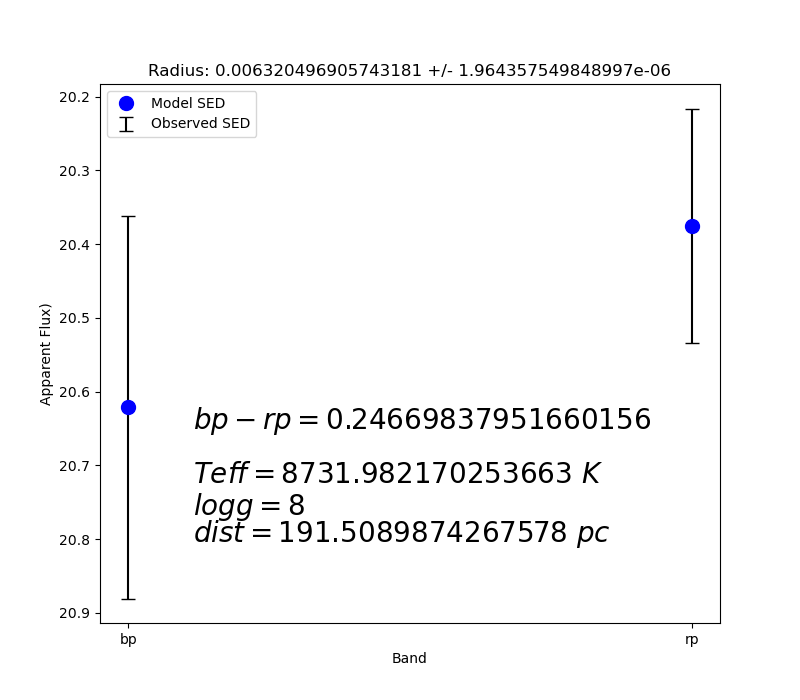 Radius: 0.006320496905743181 +/- 1.964357549848997e-06
Model SED
Observed SED
20.2
20.3
20.4
20.5
20.6
20.7
20.8
20.9
Apparent Flux)
bp − rp = 0.24669837951660156
Teff = 8731.982170253663 K
logg = 8
dist = 191.5089874267578 pc
bp
rp
Band